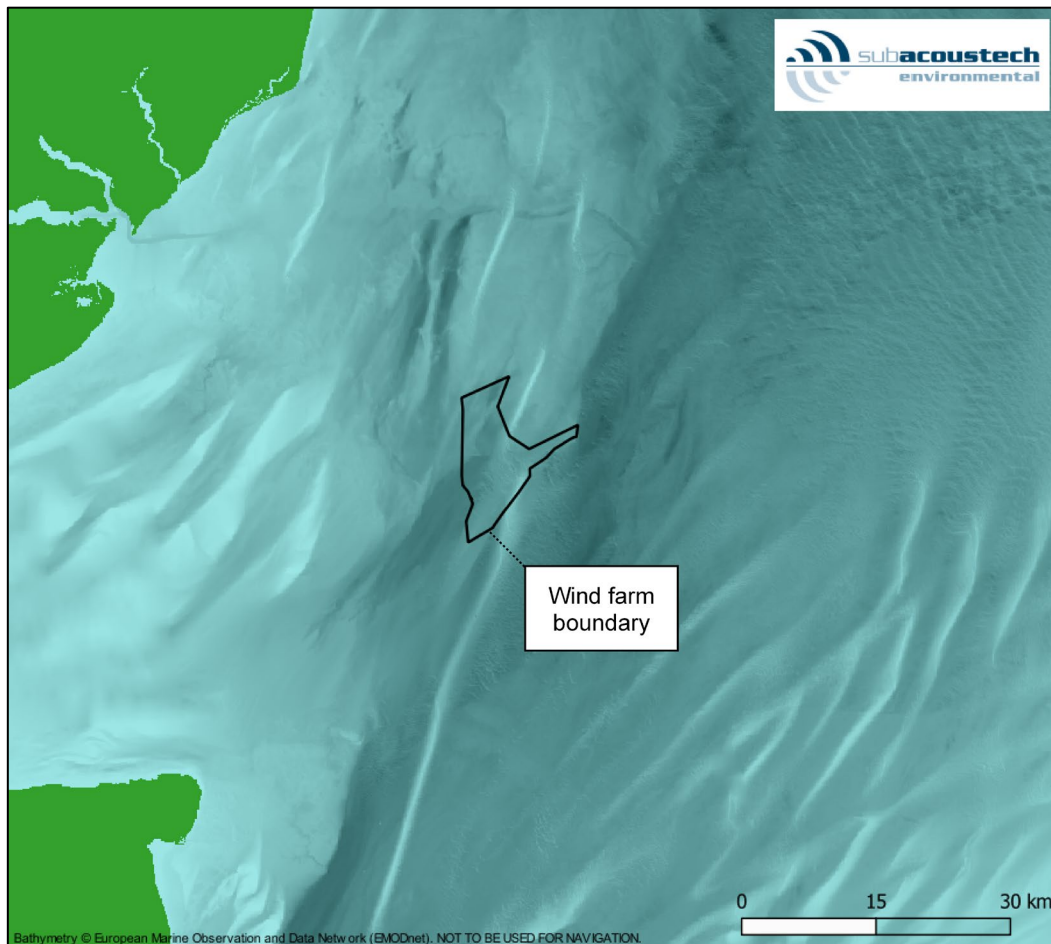 subacoustech
environmental
Wind farm
boundary
0 15 30 km
Bathymetry © European Marine Observation and Data Network (EMODnet). NOT TO BE USED FOR NAVIGATION.